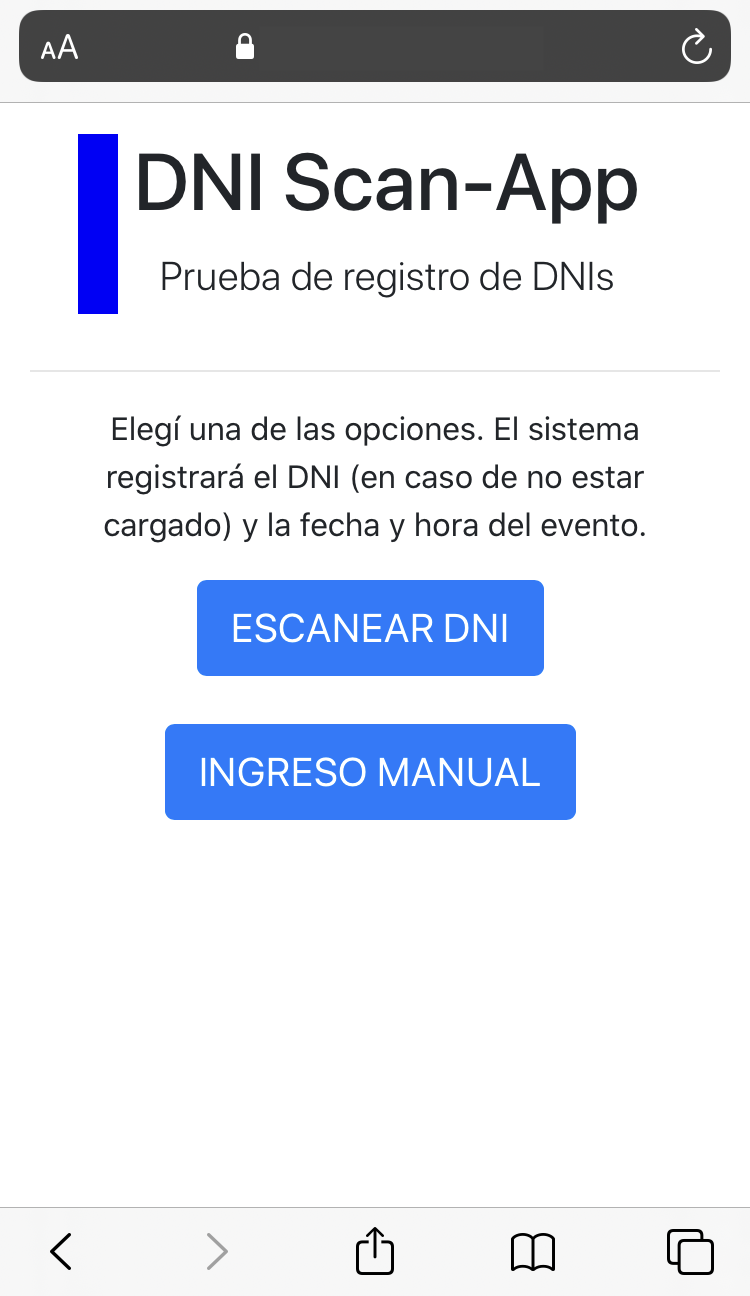 AA
DNI Scan-App
Prueba de registro de DNIs
Elegí una de las opciones. El sistema
registrará el DNI (en caso de no estar
cargado) y la fecha y hora del evento.
ESCANEAR DNI
INGRESO MANUAL